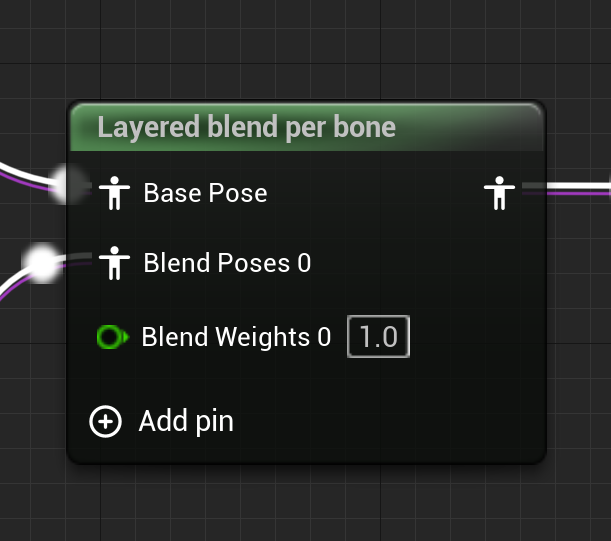 Layered blend per bone
Base Pose
Blend Poses 0
Blend Weights 0 1.0
Add pin